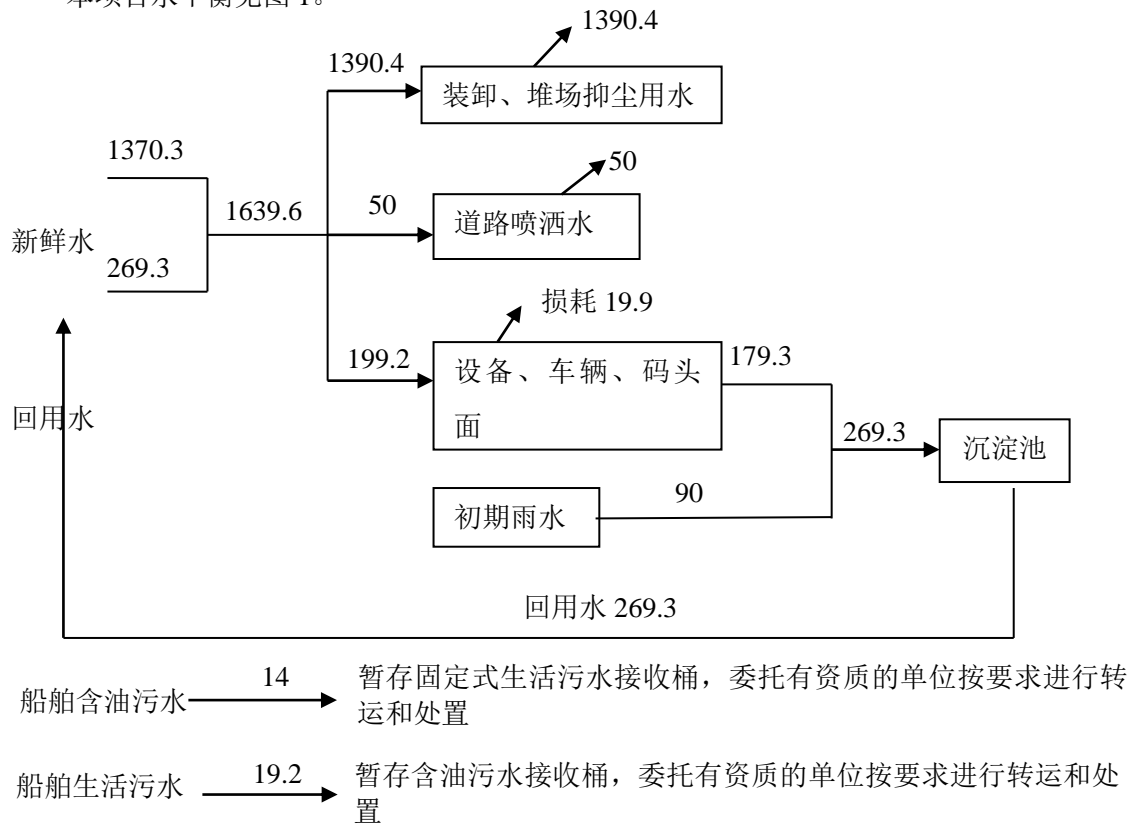 本项目水平衡见图 1。
1390.4
1390.4
装卸、堆场抑尘用水
1370.3
50
1639.6
50
道路喷洒水
新鲜水
269.3
损耗 19.9
199.2
设备、车辆、码头
面
179.3
回用水
269.3
沉淀池
90
初期雨水
回用水 269.3
船舶含油污水
14
暂存固定式生活污水接收桶，委托有资质的单位按要求进行转
运和处置
船舶生活污水
19.2
暂存含油污水接收桶，委托有资质的单位按要求进行转运和处
置